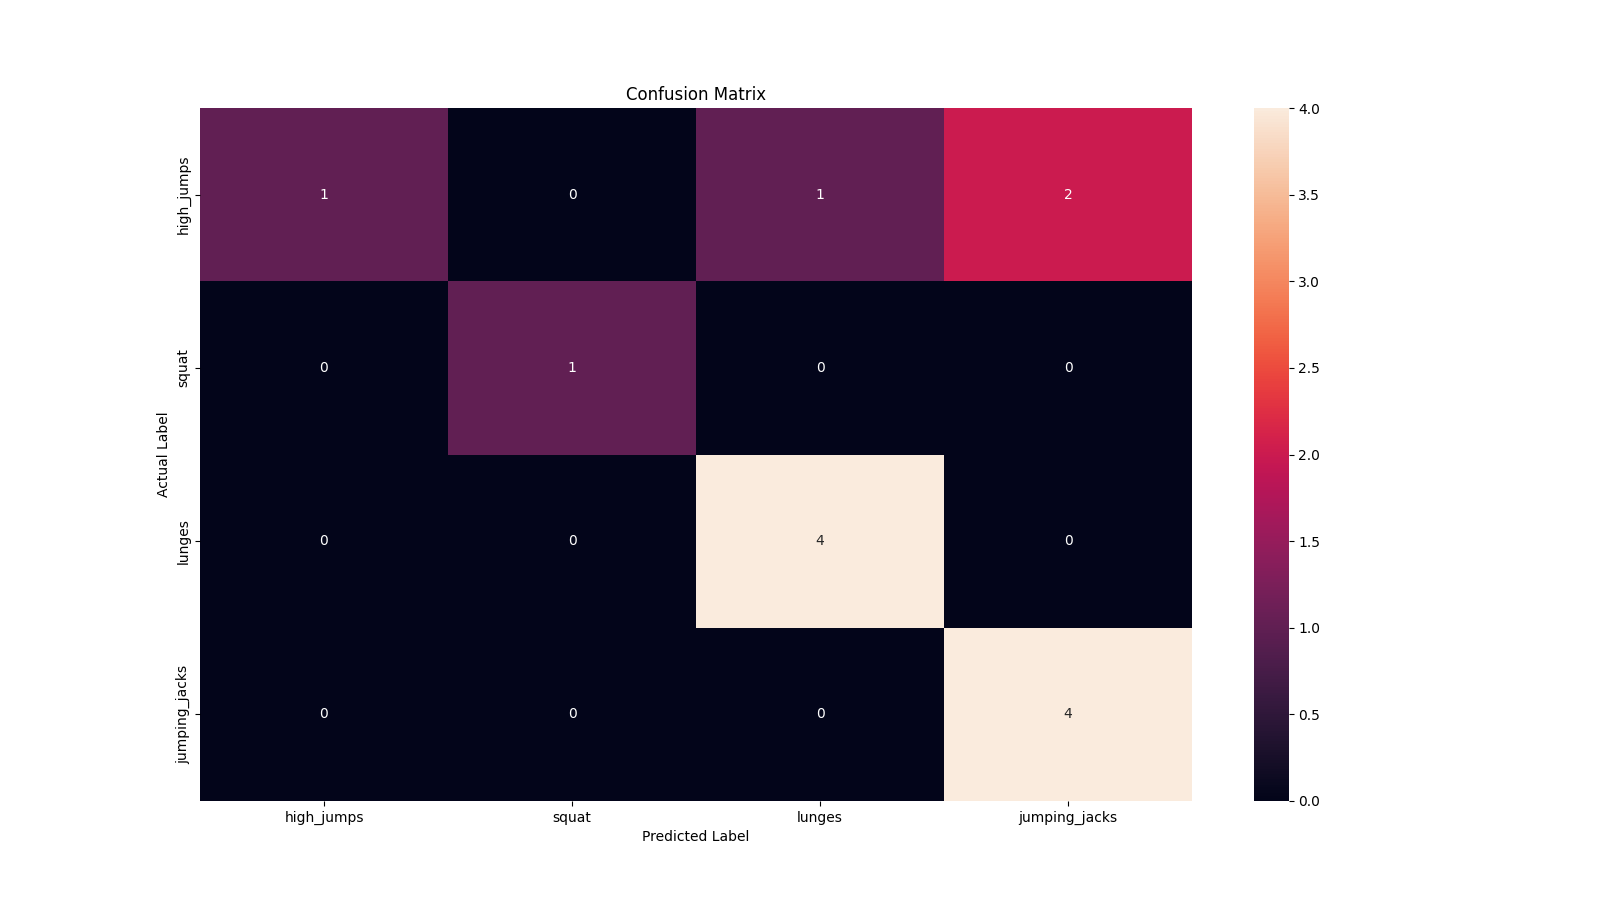 Confusion Matrix
high_jumps
1 0 1 2
squat
0 1 0 0
lunges
0 0 4 0
jumping_jacks
0 0 0 4
Actual Label
high_jumps squat lunges jumping_jacks
Predicted Label
4.0
3.5
3.0
2.5
2.0
1.5
1.0
0.5
0.0